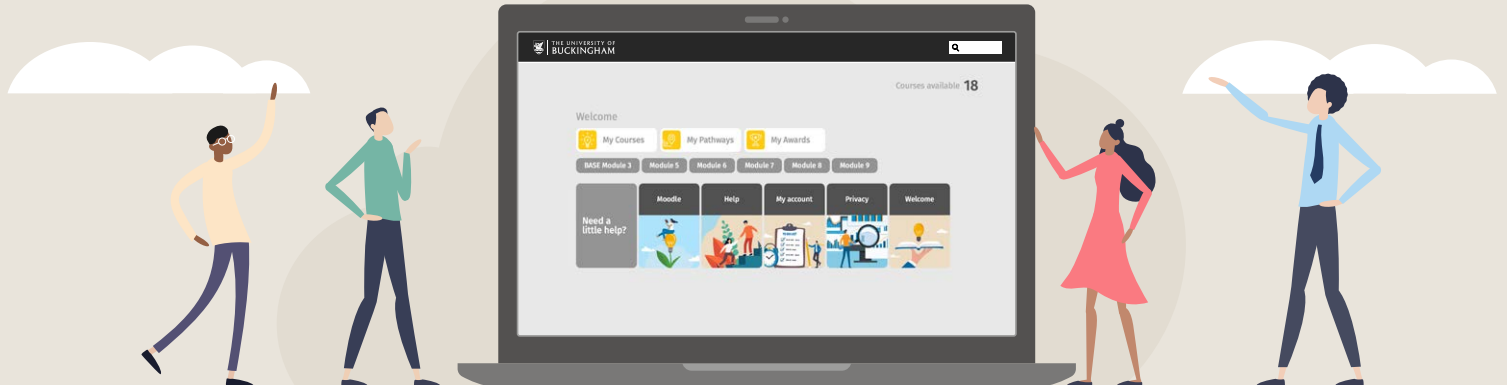 THE UNIVERSITY OF
BUCKINGHAM
Courses available 18
Welcome
My Courses My Pathways My Awards
BASE Module 3 Module 5 Module 6 Module 7 Module 8 Module 9
Need a
little help?
Moodle Help My account Privacy Welcome